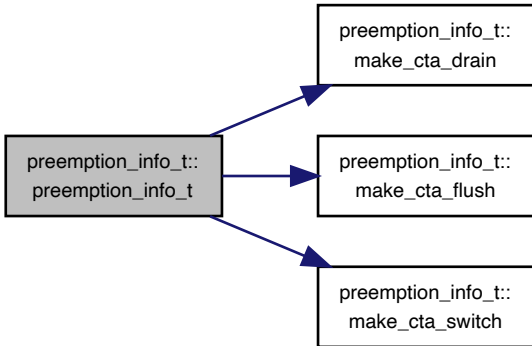 preemption_info_t::
preemption_info_t
preemption_info_t::
make_cta_drain
preemption_info_t::
make_cta_flush
preemption_info_t::
make_cta_switch